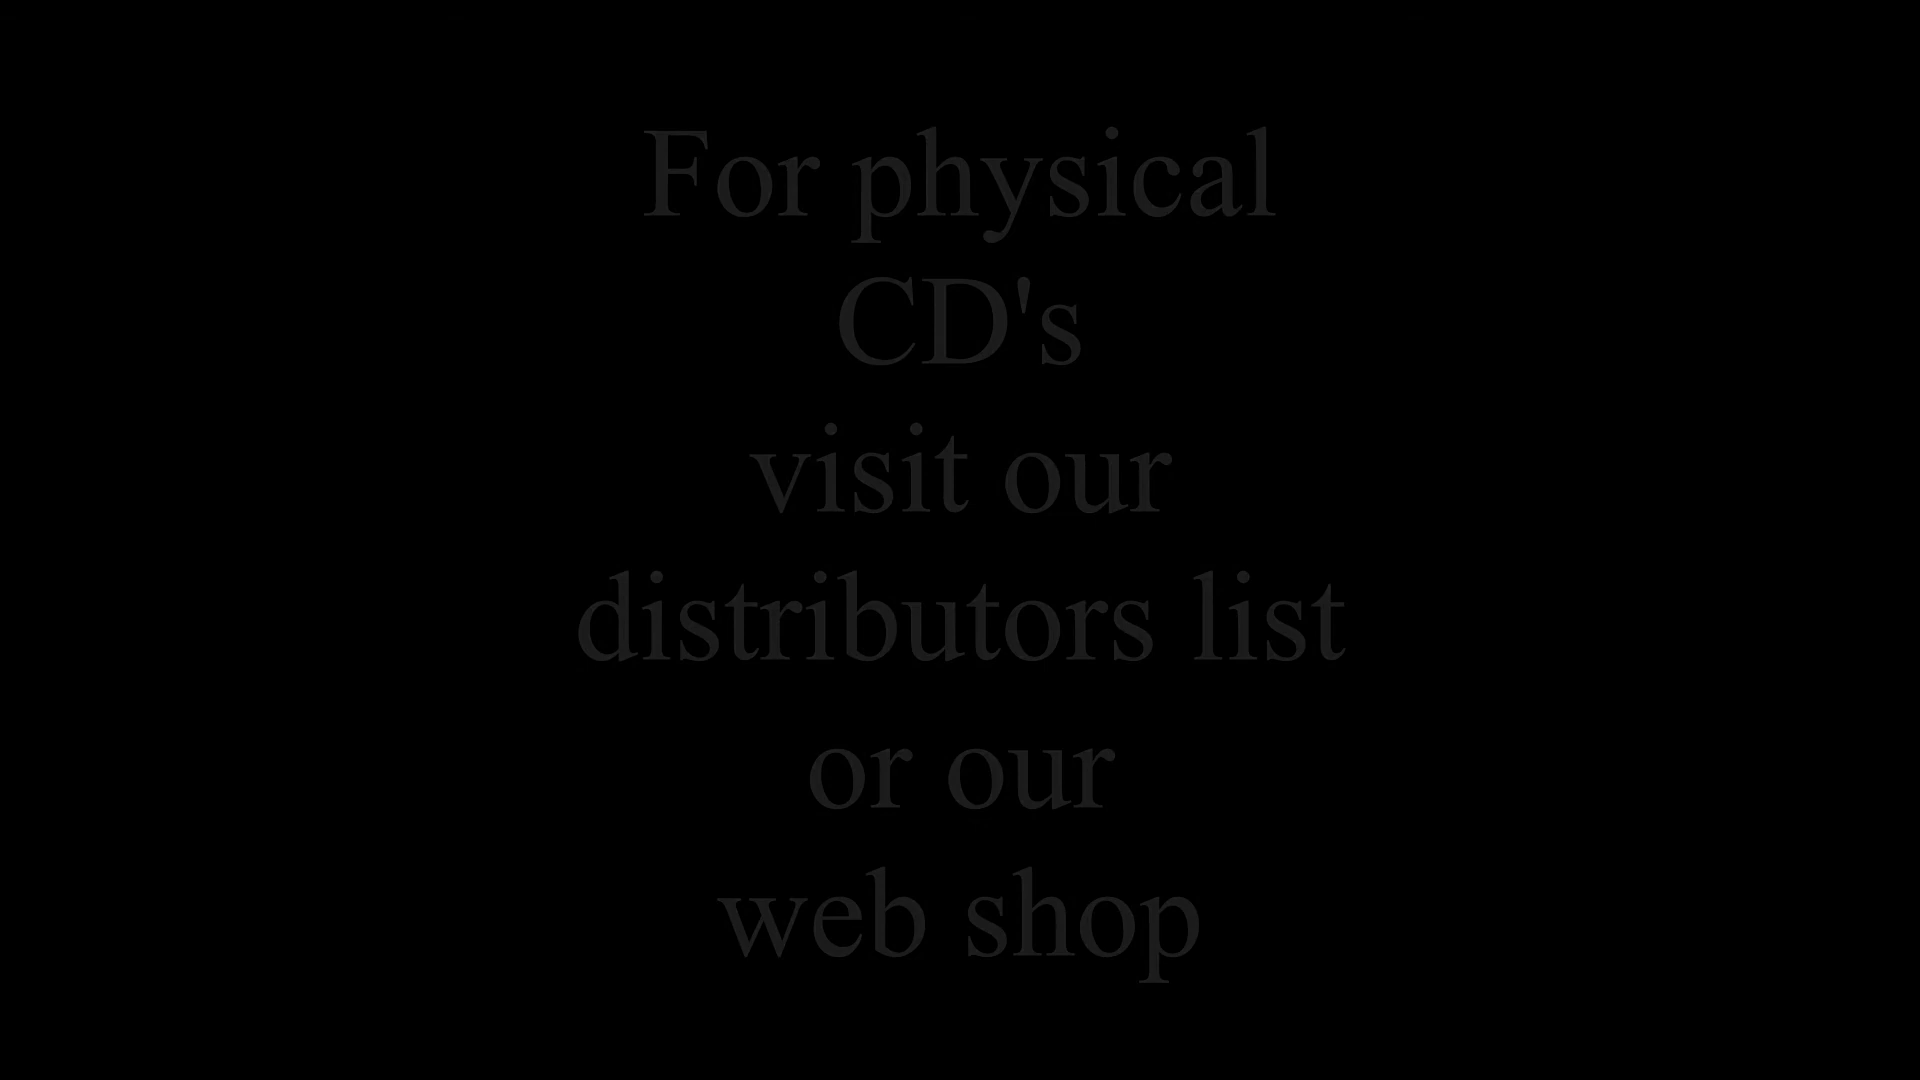 For physical
CD's
visit our
distributors list
or our
web shop